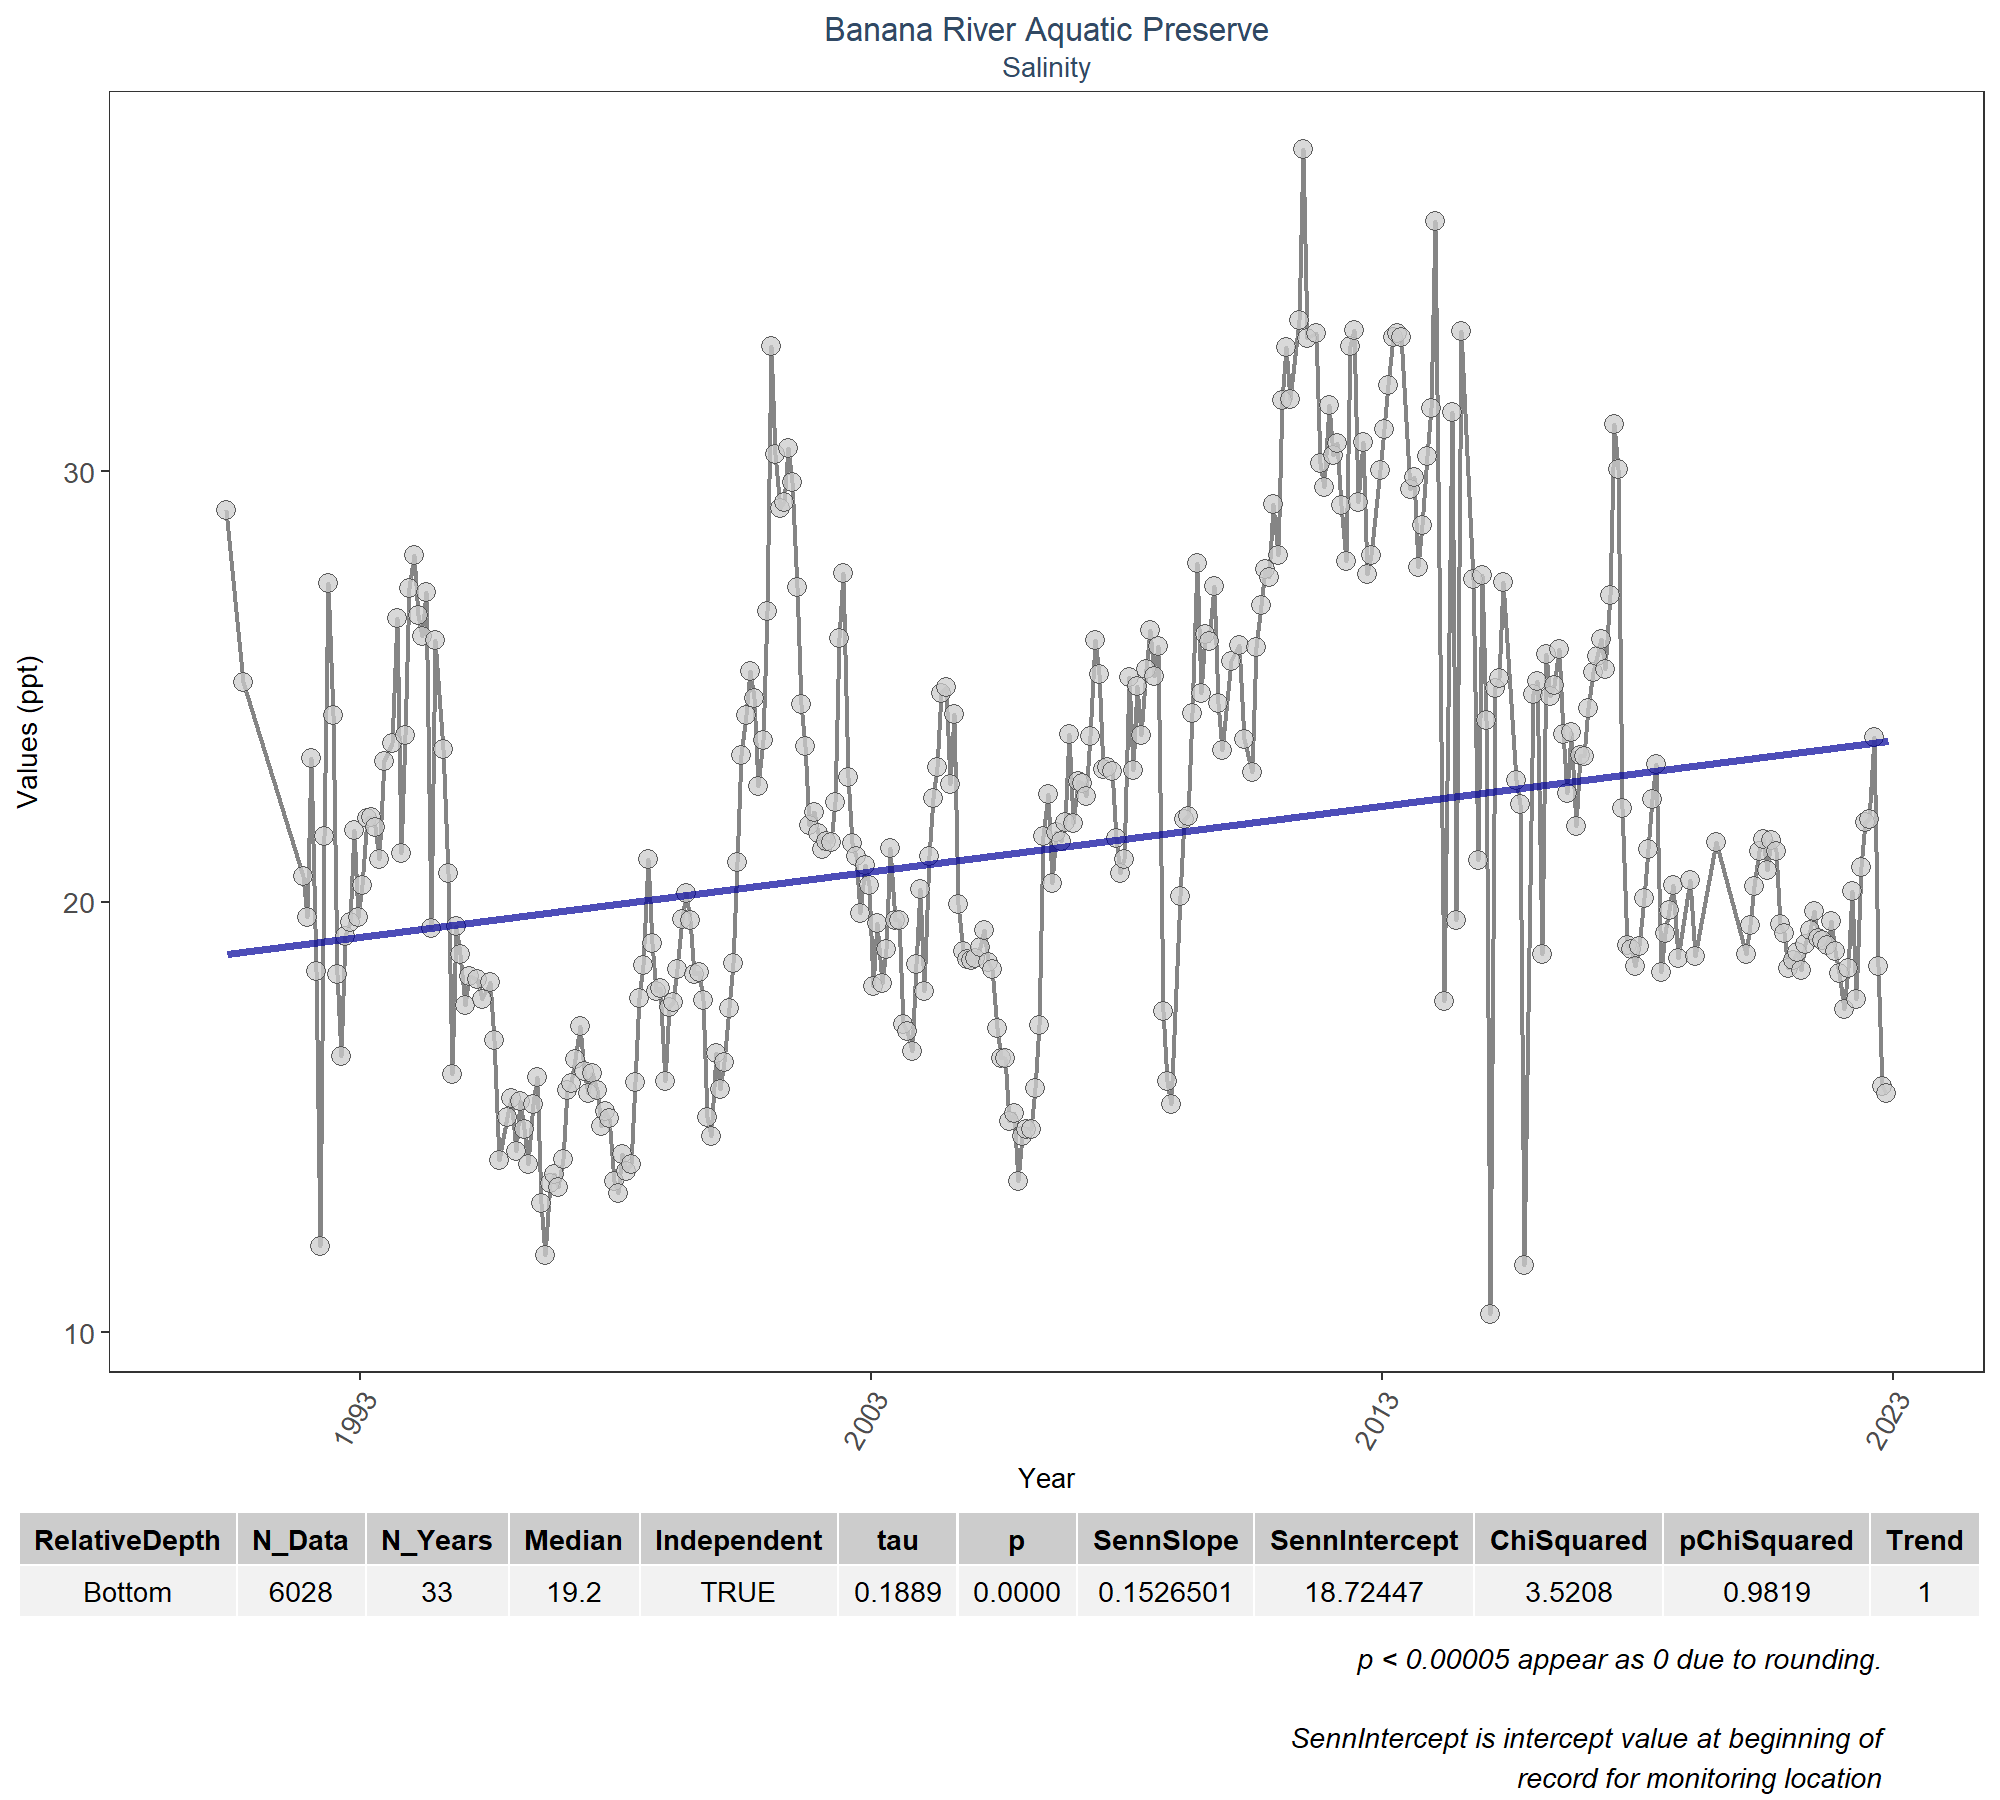 Banana River Aquatic Preserve
Salinity
Values (ppt)
30
20
10
1993
2003
2013
2023
Year
RelativeDepth N_Data N_Years Median Independent tau p SennSlope SennIntercept ChiSquared pChiSquared Trend
Bottom 6028 33 19.2 TRUE 0.1889 0.0000 0.1526501 18.72447 3.5208 0.9819 1
p < 0.00005 appear as 0 due to rounding.
SennIntercept is intercept value at beginning of
record for monitoring location